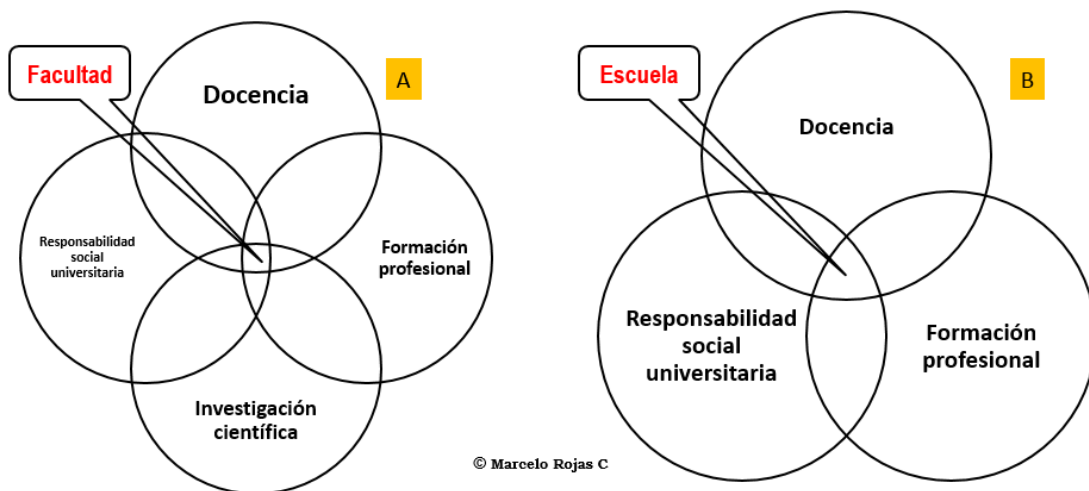 Facultad
A
Docencia
Responsabilidad
social
universitaria
Formación
profesional
Investigación
científica
Escuela
B
Docencia
Responsabilidad
social
universitaria
Formación
profesional
© Marcelo Rojas C